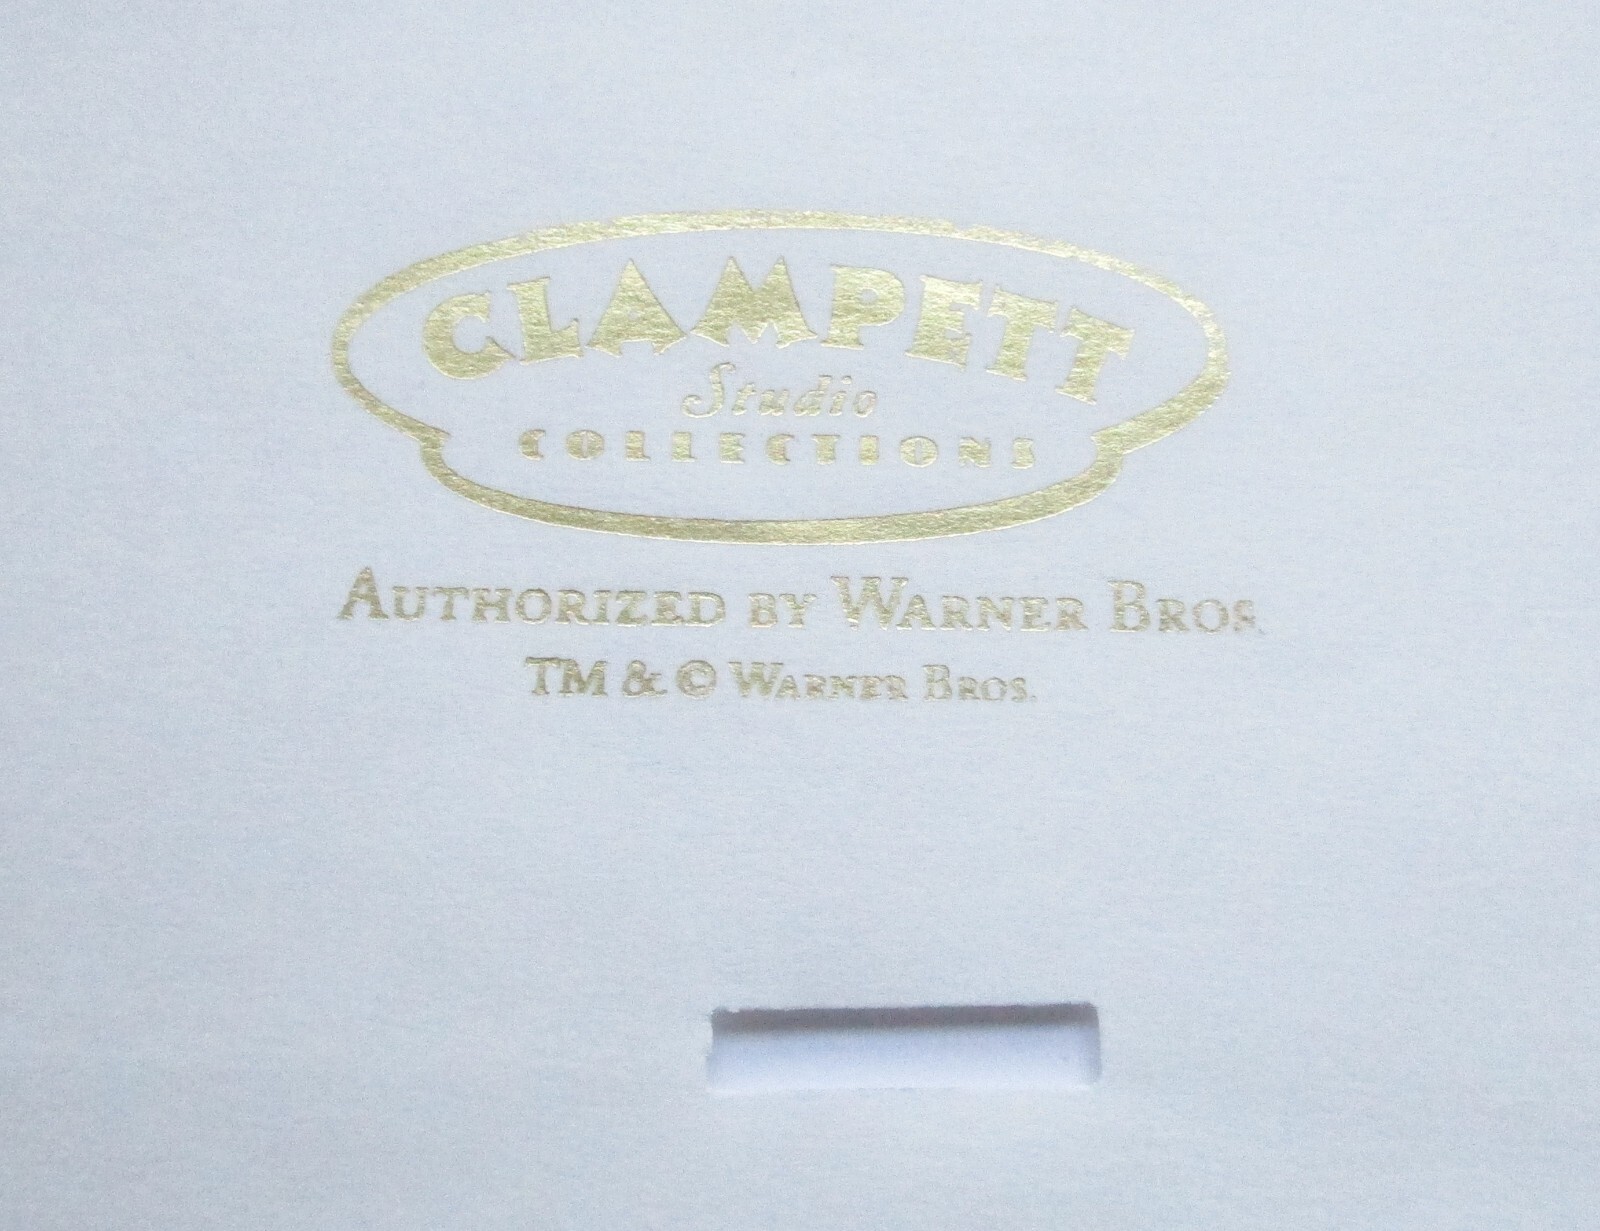 CLAMPETT
Studio
COLLECTIONS
AUTHORIZED BY WARNER BROS.
TM & © WARNER BROS.